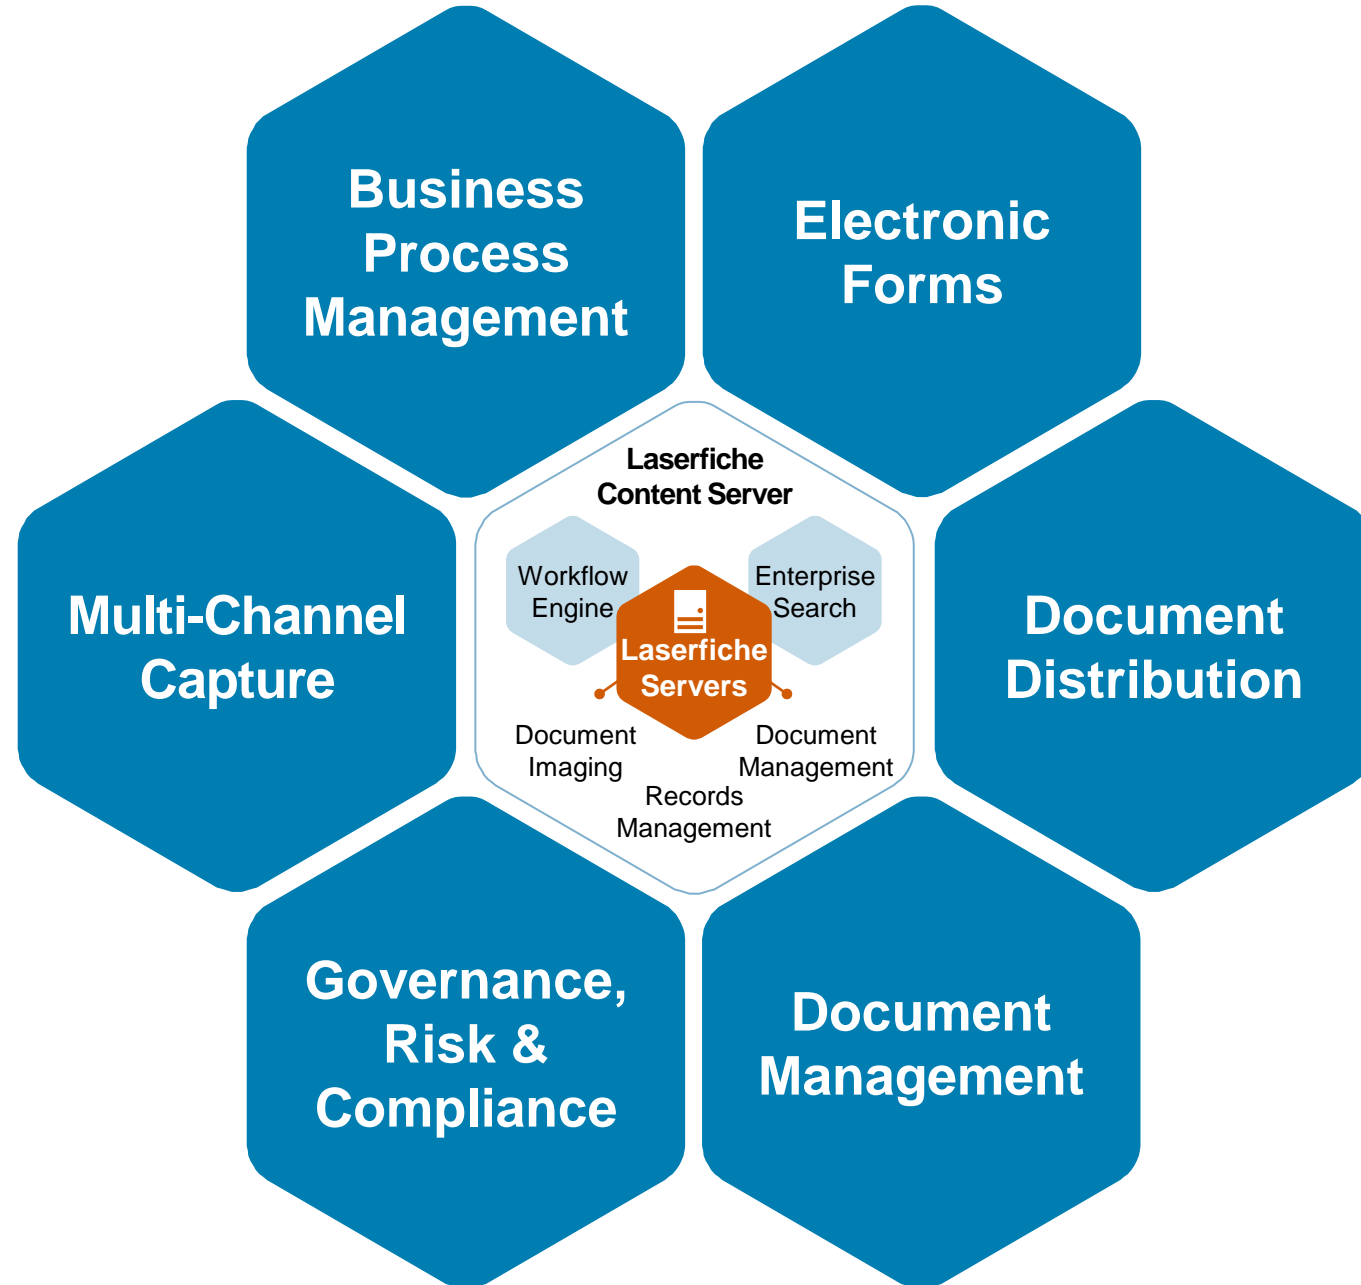 Business
Process
Management
Electronic
Forms
Multi-Channel
Capture
Laserfiche
Content Server
Workflow
Engine
Enterprise
Search
Laserfiche
Servers
Document
Imaging
Document
Management
Records
Management
Document
Distribution
Governance,
Risk &
Compliance
Document
Management